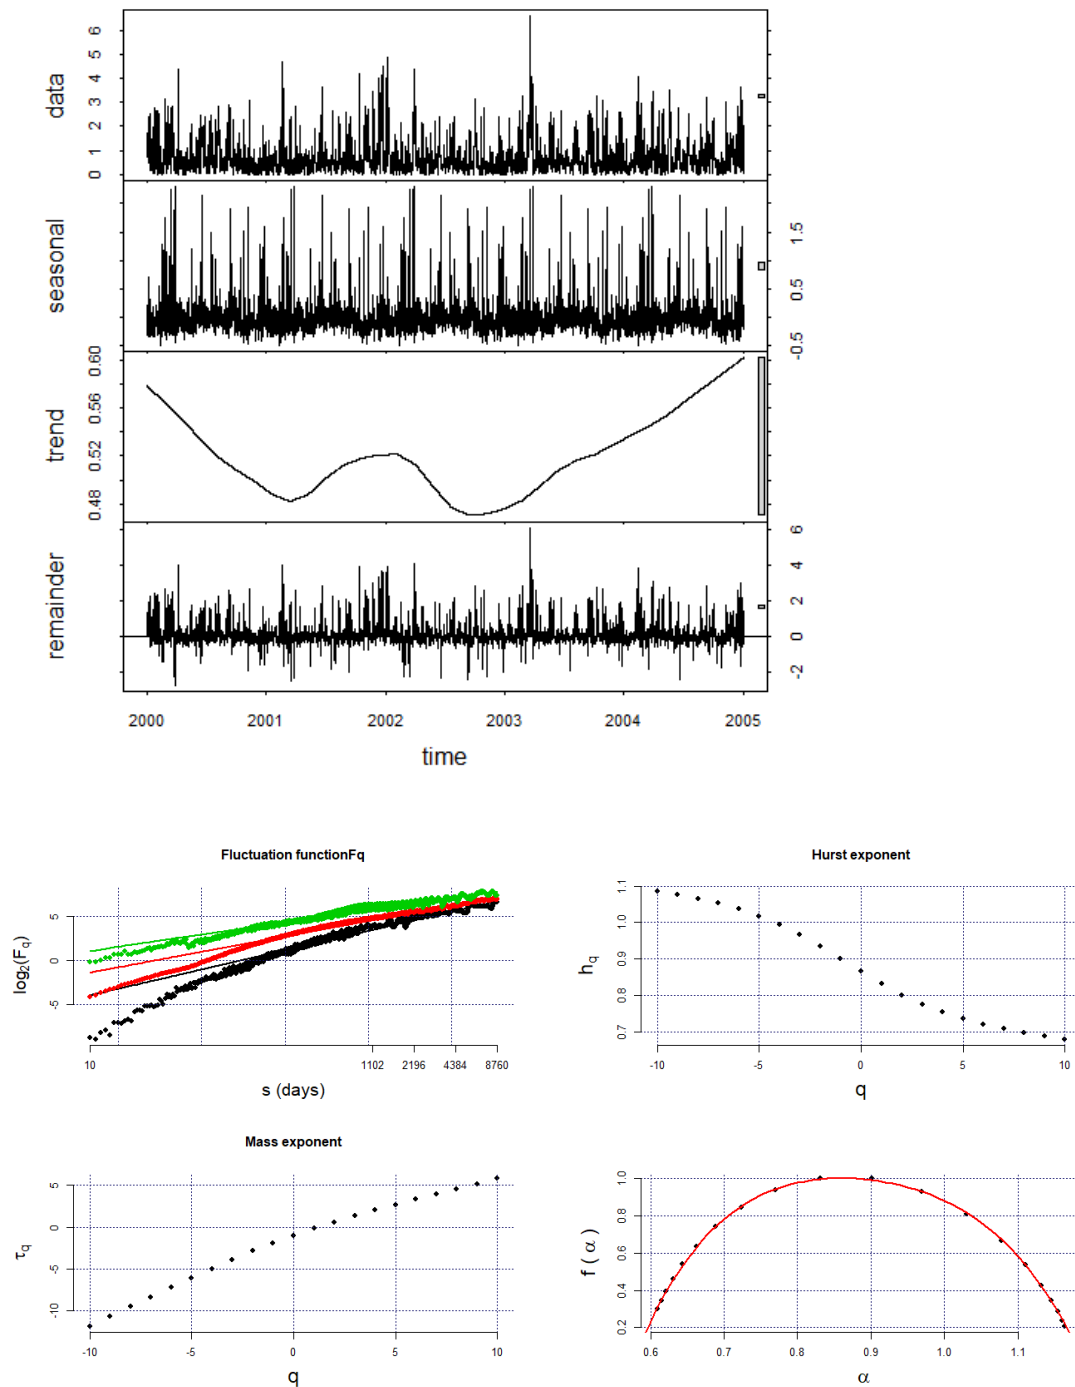 data
0 1 2 3 4 5 6
seasonal
-0.5 0.5 1.5
trend
0.48 0.52 0.56 0.60
remainder
-2 0 2 4 6
2000 2001 2002 2003 2004 2005
time
Fluctuation functionFq
log₂(Fq)
-5 0 5
10 1102 2196 4384 8760
s (days)
Hurst exponent
hq
0.7 0.8 0.9 1.0 1.1
-10 -5 0 5 10
q
Mass exponent
τq
-10 -5 0 5
-10 -5 0 5 10
q
f ( α )
0.2 0.4 0.6 0.8 1.0
0.6 0.7 0.8 0.9 1.0 1.1
α